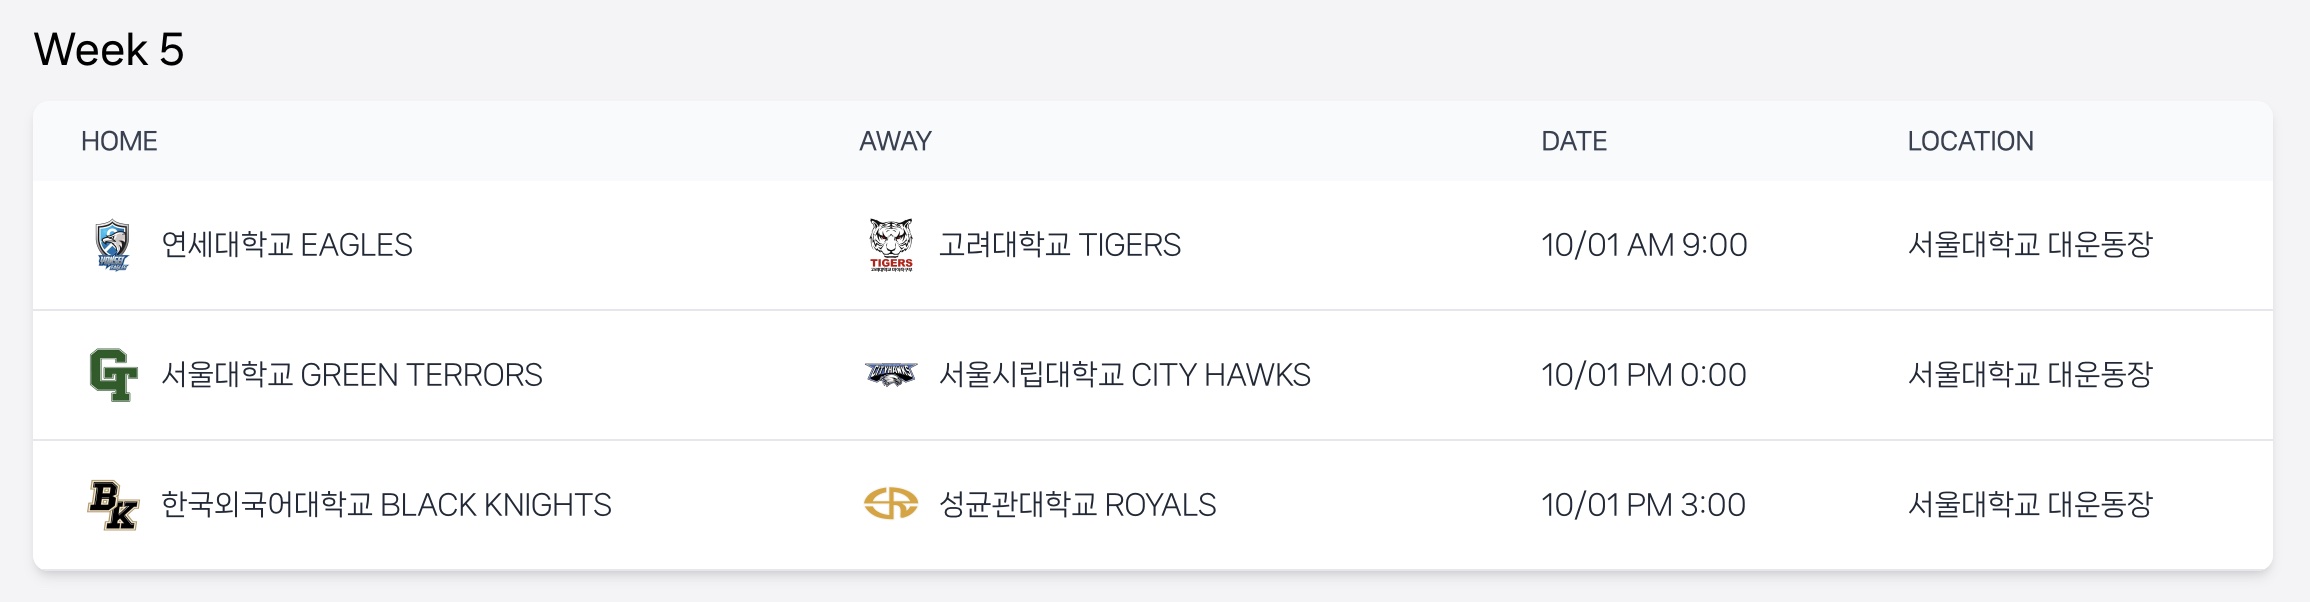 Week 5
HOME AWAY DATE LOCATION
연세대학교 EAGLES 고려대학교 TIGERS 10/01 AM 9:00 서울대학교 대운동장
TIGERS
서울대학교 GREEN TERRORS 서울시립대학교 CITY HAWKS 10/01 PM 0:00 서울대학교 대운동장
GT
CITYHAWKS
한국외국어대학교 BLACK KNIGHTS 성균관대학교 ROYALS 10/01 PM 3:00 서울대학교 대운동장
BK